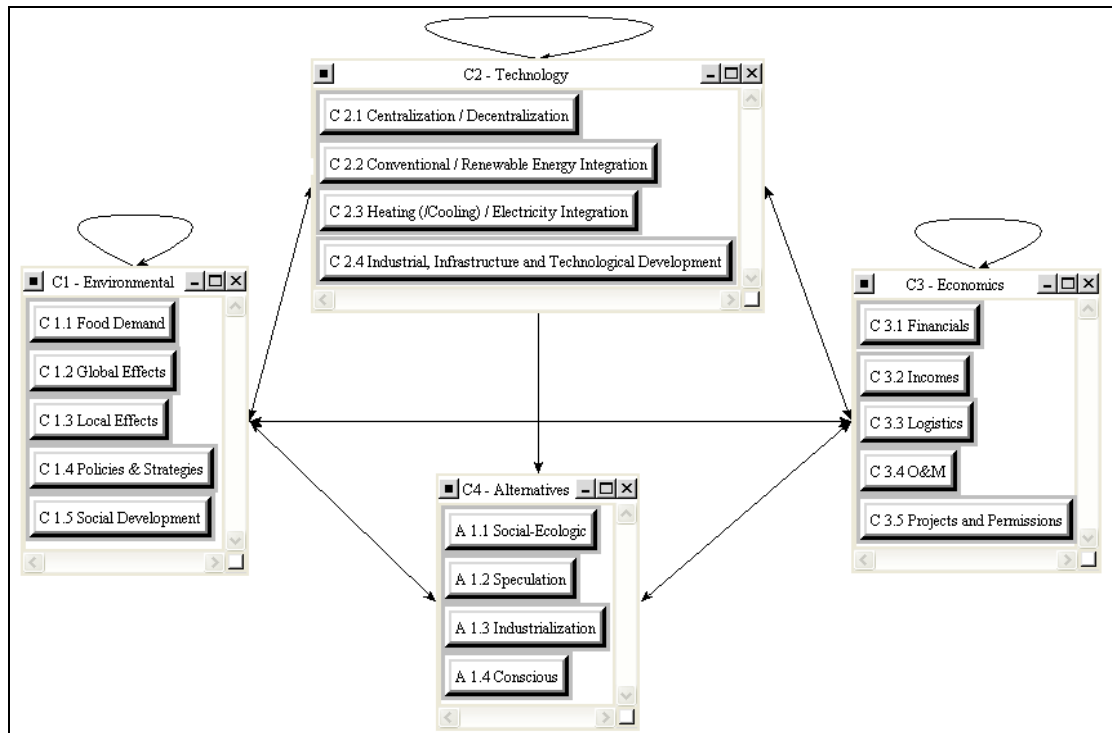 C2 - Technology
C 2.1 Centralization / Decentralization
C 2.2 Conventional / Renewable Energy Integration
C 2.3 Heating (/Cooling) / Electricity Integration
C 2.4 Industrial, Infrastructure and Technological Development
C1 - Environmental
C 1.1 Food Demand
C 1.2 Global Effects
C 1.3 Local Effects
C 1.4 Policies & Strategies
C 1.5 Social Development
C3 - Economics
C 3.1 Financials
C 3.2 Incomes
C 3.3 Logistics
C 3.4 O&M
C 3.5 Projects and Permissions
C4 - Alternatives
A 1.1 Social-Ecologic
A 1.2 Speculation
A 1.3 Industrialization
A 1.4 Conscious